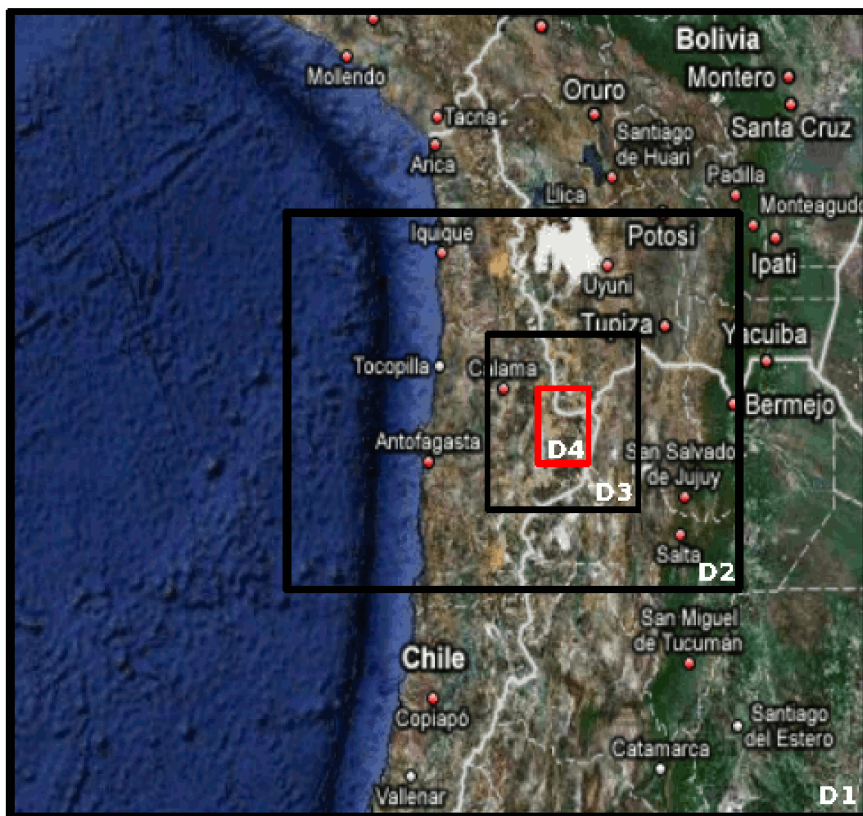 Bolivia
Mollendo
Montero
Oruro
Tacna
Santa Cruz
Santiago
de Huari
Arica
Padilla
Llica
Monteagudo
Iquique
Potosí
Ipati
Uyuni
Tupiza
Yacuiba
Tocopilla
Calama
Bermejo
Antofagasta
D4
San Salvado
de Jujuy
D3
Salta
D2
San Miguel
de Tucumán
Chile
Copiapó
Santiago
del Estero
Catamarca
Vallenar
D1